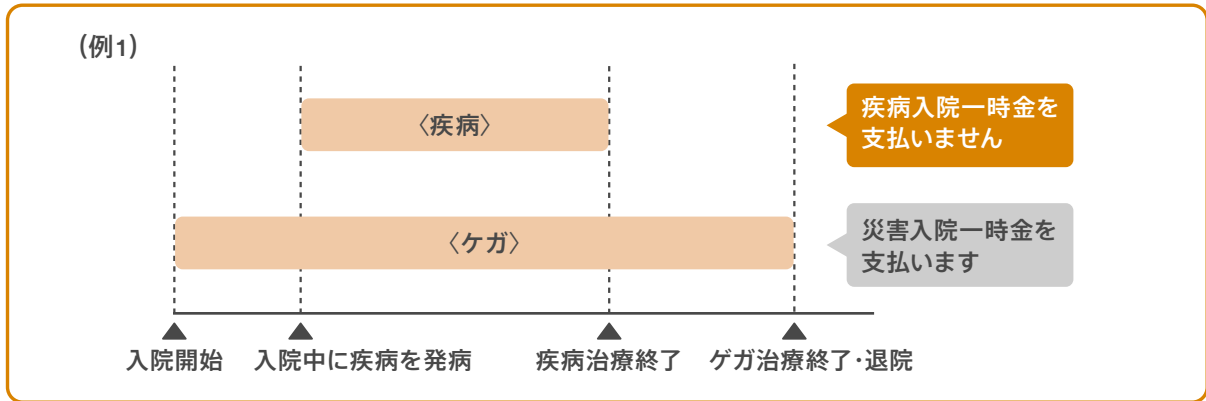 (例1)
〈疾病〉
疾病入院一時金を
支払いません
〈ケガ〉
災害入院一時金を
支払います
入院開始
入院中に疾病を発病
疾病治療終了
ゲガ治療終了・退院